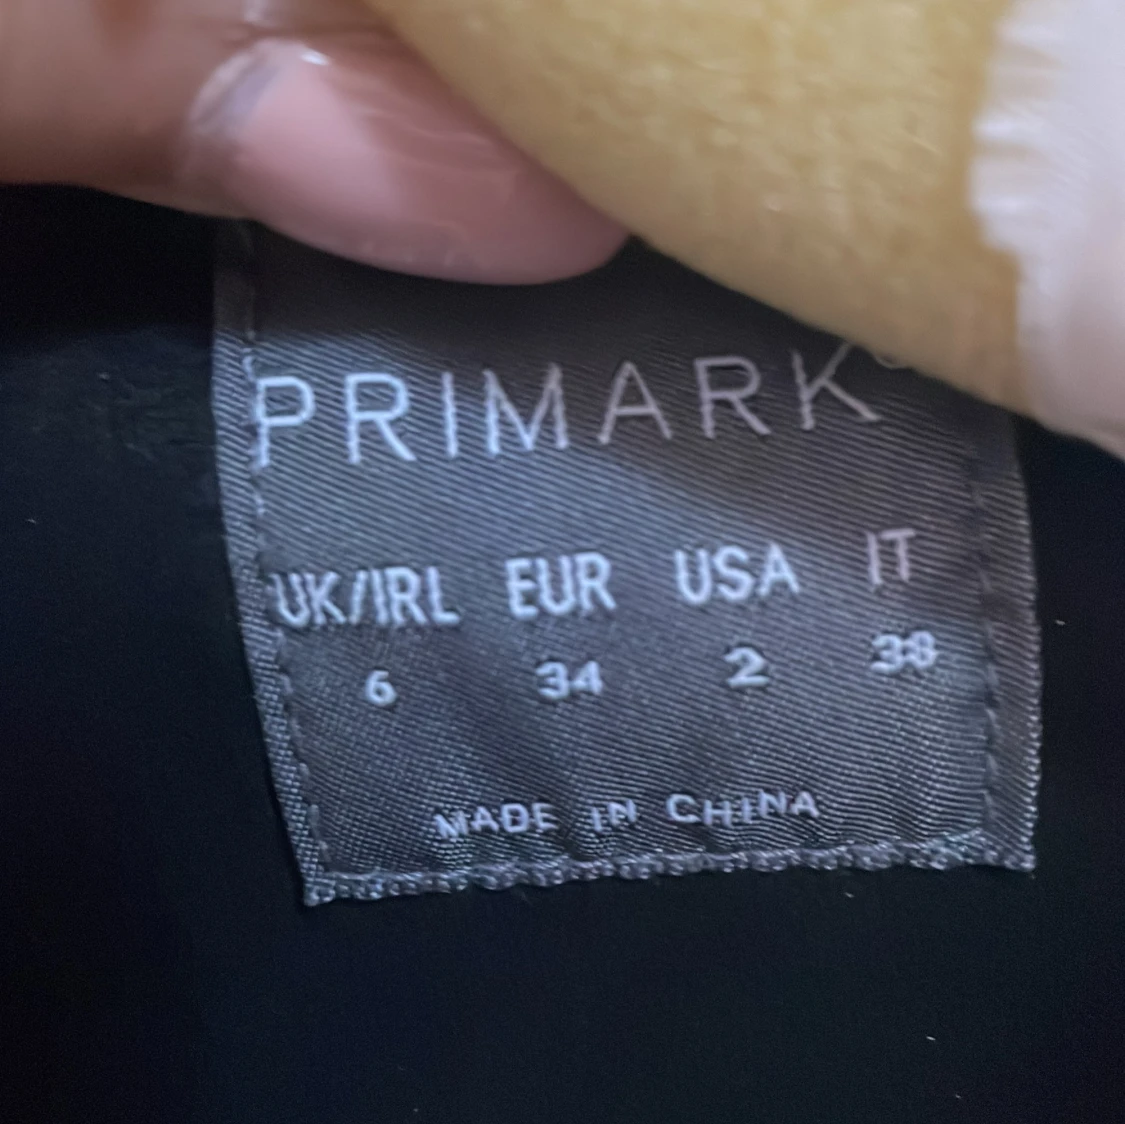 PRIMARK
UK/IRL EUR USA IT
6 34 2 38
MADE IN CHINA